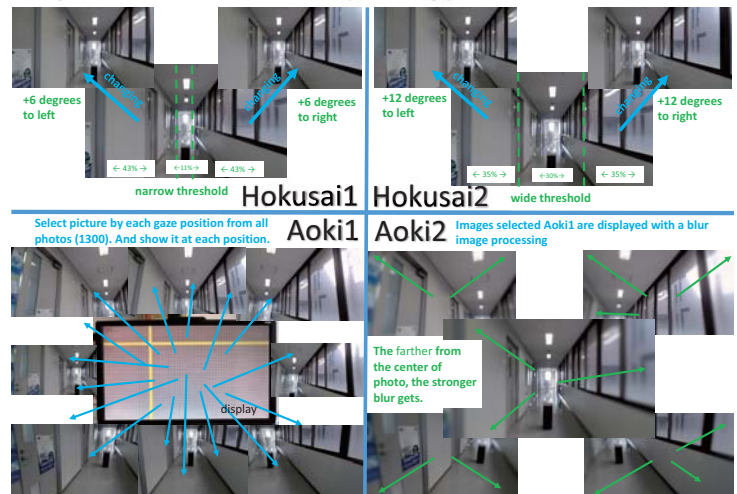 changing
changing
+6 degrees
to left
+6 degrees
to right
← 43% →
←11%→
← 43% →
narrow threshold
Hokusai1
changing
changing
+12 degrees
to left
+12 degrees
to right
← 35% →
←30%→
← 35% →
wide threshold
Hokusai2
Select picture by each gaze position from all
photos (1300). And show it at each position.
Aoki1
display
Aoki2
Images selected Aoki1 are displayed with a blur
image processing
The farther from
the center of
photo, the stronger
blur gets.